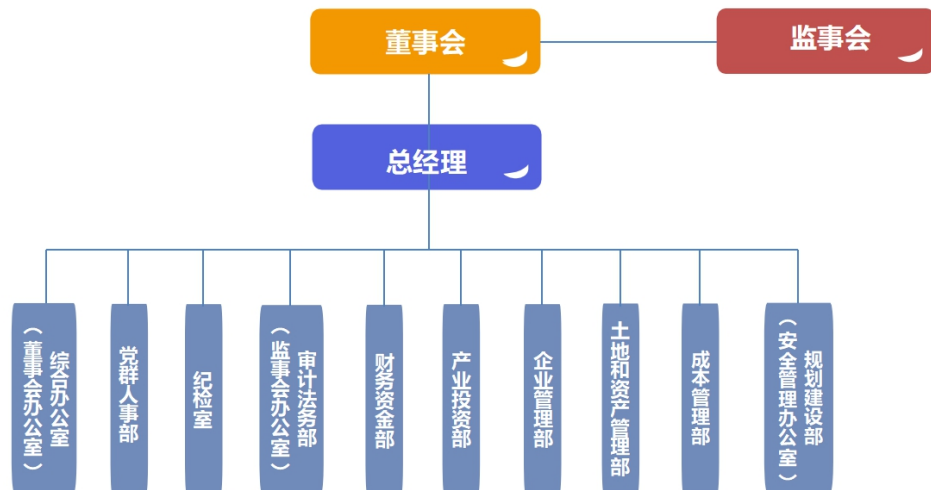 董事会
监事会
总经理
综合办公室
（董事会办公室）
党群人事部
纪检室
审计法务部
（监事会办公室）
财务资金部
产业投资部
企业管理部
土地和资产管理部
成本管理部
规划建设部
（安全管理办公室）